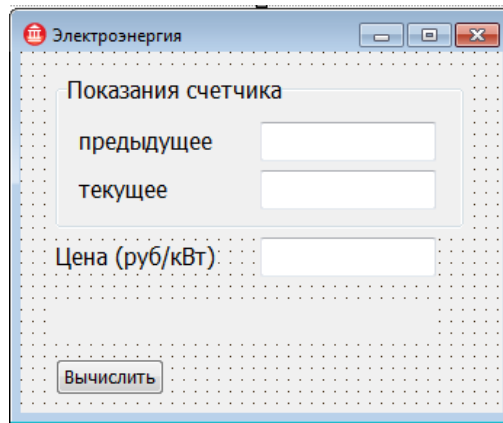 Электроэнергия
Показания счетчика
предыдущее
текущее
Цена (руб/кВт)
Вычислить